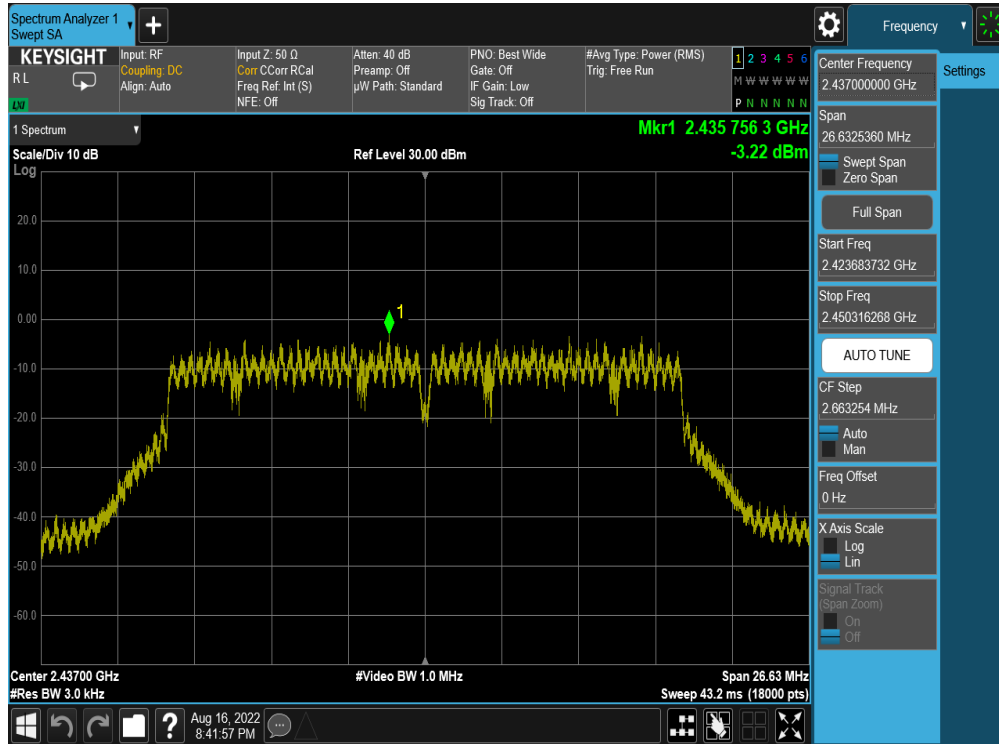 Spectrum Analyzer 1
Swept SA
+
Frequency
KEYSIGHT
R L
LXI
Input: RF
Coupling: DC
Align: Auto
Input Z: 50 Ω
Corr CCorr RCal
Freq Ref: Int (S)
NFE: Off
Atten: 40 dB
Preamp: Off
µW Path: Standard
PNO: Best Wide
Gate: Off
IF Gain: Low
Sig Track: Off
#Avg Type: Power (RMS)
Trig: Free Run
1 2 3 4 5 6
M W W W W W
P N N N N N
1 Spectrum
Scale/Div 10 dB
Log
Ref Level 30.00 dBm
Mkr1 2.435 756 3 GHz
-3.22 dBm
20.0
10.0
0.00
-10.0
-20.0
-30.0
-40.0
-50.0
-60.0
1
Center 2.43700 GHz
#Res BW 3.0 kHz
#Video BW 1.0 MHz
Span 26.63 MHz
Sweep 43.2 ms (18000 pts)
Center Frequency
2.437000000 GHz
Settings
Span
26.6325360 MHz
Swept Span
Zero Span
Full Span
Start Freq
2.423683732 GHz
Stop Freq
2.450316268 GHz
AUTO TUNE
CF Step
2.663254 MHz
Auto
Man
Freq Offset
0 Hz
X Axis Scale
Log
Lin
Signal Track
(Span Zoom)
On
Off
?
Aug 16, 2022
8:41:57 PM